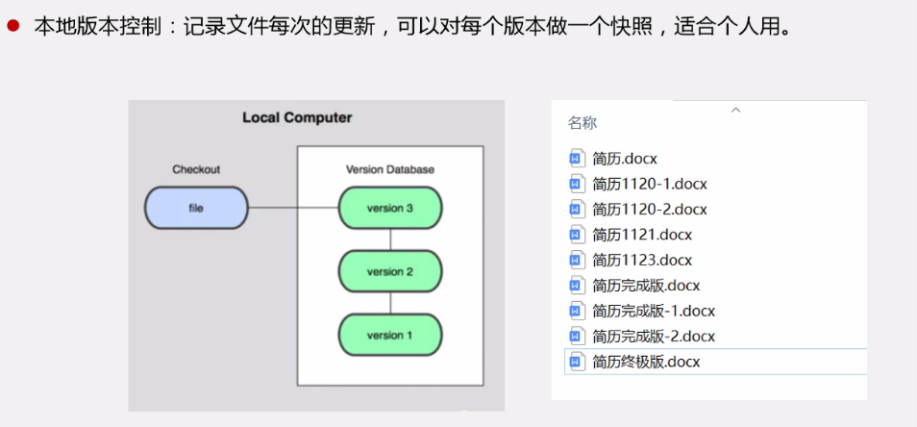 本地版本控制：记录文件每次的更新，可以对每个版本做一个快照，适合个人用。
Local Computer
Checkout
file
Version Database
version 3
version 2
version 1
名称
简历.docx
简历1120-1.docx
简历1120-2.docx
简历1121.docx
简历1123.docx
简历完成版.docx
简历完成版-1.docx
简历完成版-2.docx
简历终极版.docx